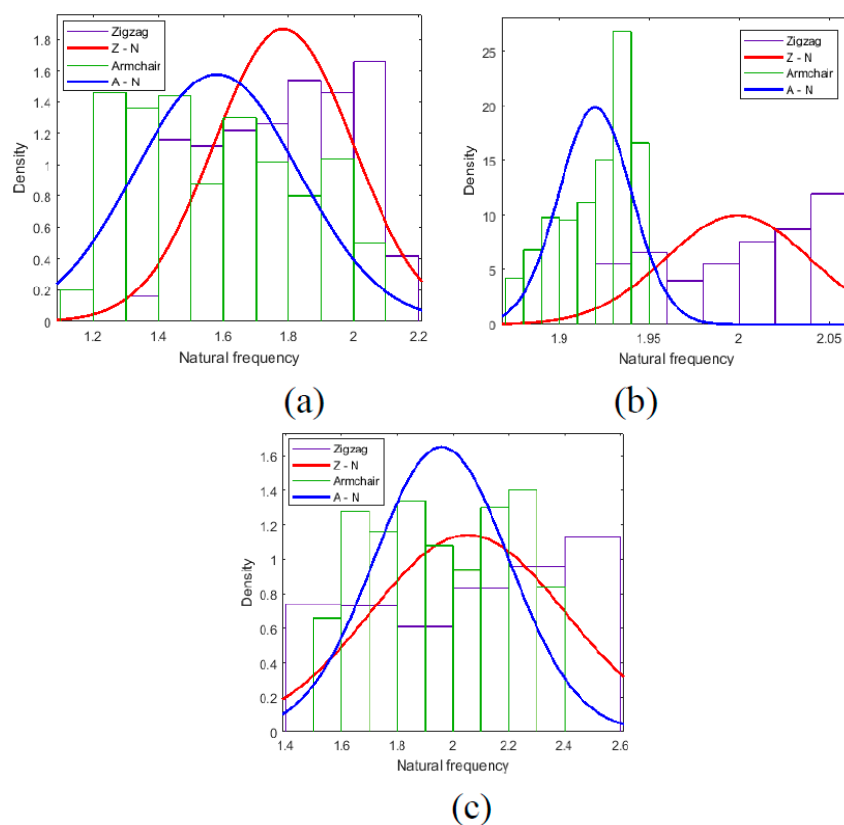 Zigzag
Z - N
Armchair
A - N
1.8
1.6
1.4
1.2
1
0.8
0.6
0.4
0.2
0
Density
1.2
1.4
1.6
1.8
2
2.2
Natural frequency
(a)
Zigzag
Z - N
Armchair
A - N
25
20
15
10
5
0
Density
1.9
1.95
2
2.05
Natural frequency
(b)
Zigzag
Z - N
Armchair
A - N
1.6
1.4
1.2
1
0.8
0.6
0.4
0.2
0
Density
1.4
1.6
1.8
2
2.2
2.4
2.6
Natural frequency
(c)